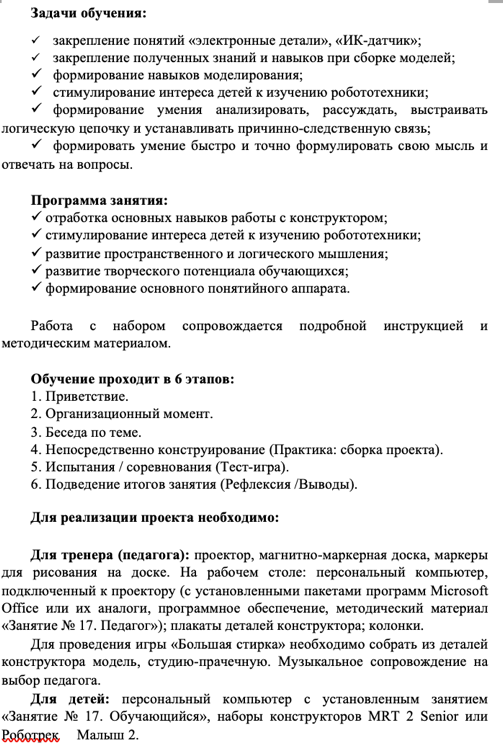 Задачи обучения:
✓ закрепление понятий «электронные детали», «ИК-датчик»;
✓ закрепление полученных знаний и навыков при сборке моделей;
✓ формирование навыков моделирования;
✓ стимулирование интереса детей к изучению робототехники;
✓ формирование умения анализировать, рассуждать, выстраивать
логическую цепочку и устанавливать причинно-следственную связь;
✓ формировать умение быстро и точно формулировать свою мысль и
отвечать на вопросы.
Программа занятия:
✓ отработка основных навыков работы с конструктором;
✓ стимулирование интереса детей к изучению робототехники;
✓ развитие пространственного и логического мышления;
✓ развитие творческого потенциала обучающихся;
✓ формирование основного понятийного аппарата.
Работа с набором сопровождается подробной инструкцией и
методическим материалом.
Обучение проходит в 6 этапов:
1. Приветствие.
2. Организационный момент.
3. Беседа по теме.
4. Непосредственно конструирование (Практика: сборка проекта).
5. Испытания / соревнования (Тест-игра).
6. Подведение итогов занятия (Рефлексия /Выводы).
Для реализации проекта необходимо:
Для тренера (педагога): проектор, магнитно-маркерная доска, маркеры
для рисования на доске. На рабочем столе: персональный компьютер,
подключенный к проектору (с установленными пакетами программ Microsoft
Office или их аналоги, программное обеспечение, методический материал
«Занятие № 17. Педагог»); плакаты деталей конструктора; колонки.
Для проведения игры «Большая стирка» необходимо собрать из деталей
конструктора модель, студию-прачечную. Музыкальное сопровождение на
выбор педагога.
Для детей: персональный компьютер с установленным занятием
«Занятие № 17. Обучающийся», наборы конструкторов MRT 2 Senior или
Роботрек Малыш 2.